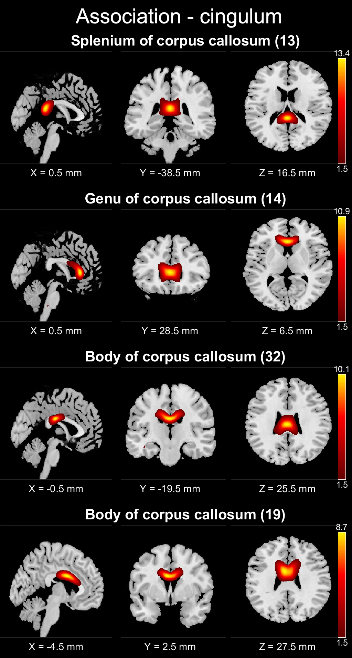 Association - cingulum
Splenium of corpus callosum (13)
13.4
1.5
X = 0.5 mm Y = -38.5 mm Z = 16.5 mm
Genu of corpus callosum (14)
10.9
1.5
X = 0.5 mm Y = 28.5 mm Z = 6.5 mm
Body of corpus callosum (32)
10.1
1.5
X = -0.5 mm Y = -19.5 mm Z = 25.5 mm
Body of corpus callosum (19)
8.7
1.5
X = -4.5 mm Y = 2.5 mm Z = 27.5 mm